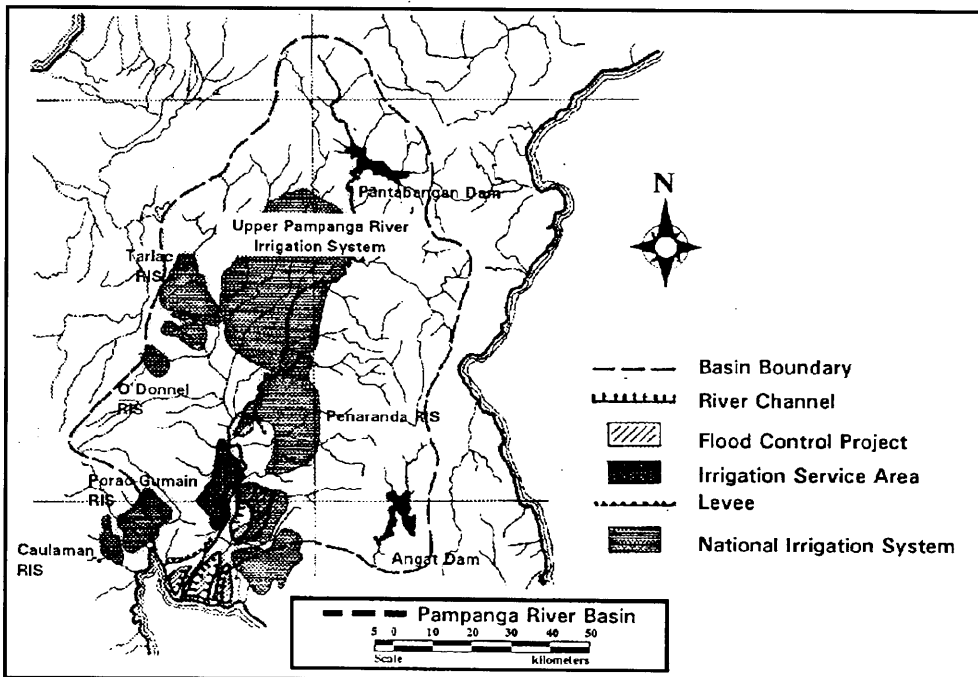 Pantabangan Dam
Upper Pampanga River
Irrigation System
Tarlac
RIS
O'Donnel
RIS
Peñaranda RIS
Porac-Gumain
RIS
Caulaman
RIS
Angat Dam
N
Basin Boundary
River Channel
Flood Control Project
Irrigation Service Area
Levee
National Irrigation System
Pampanga River Basin
5 0 10 20 30 40 50
Scale kilometers